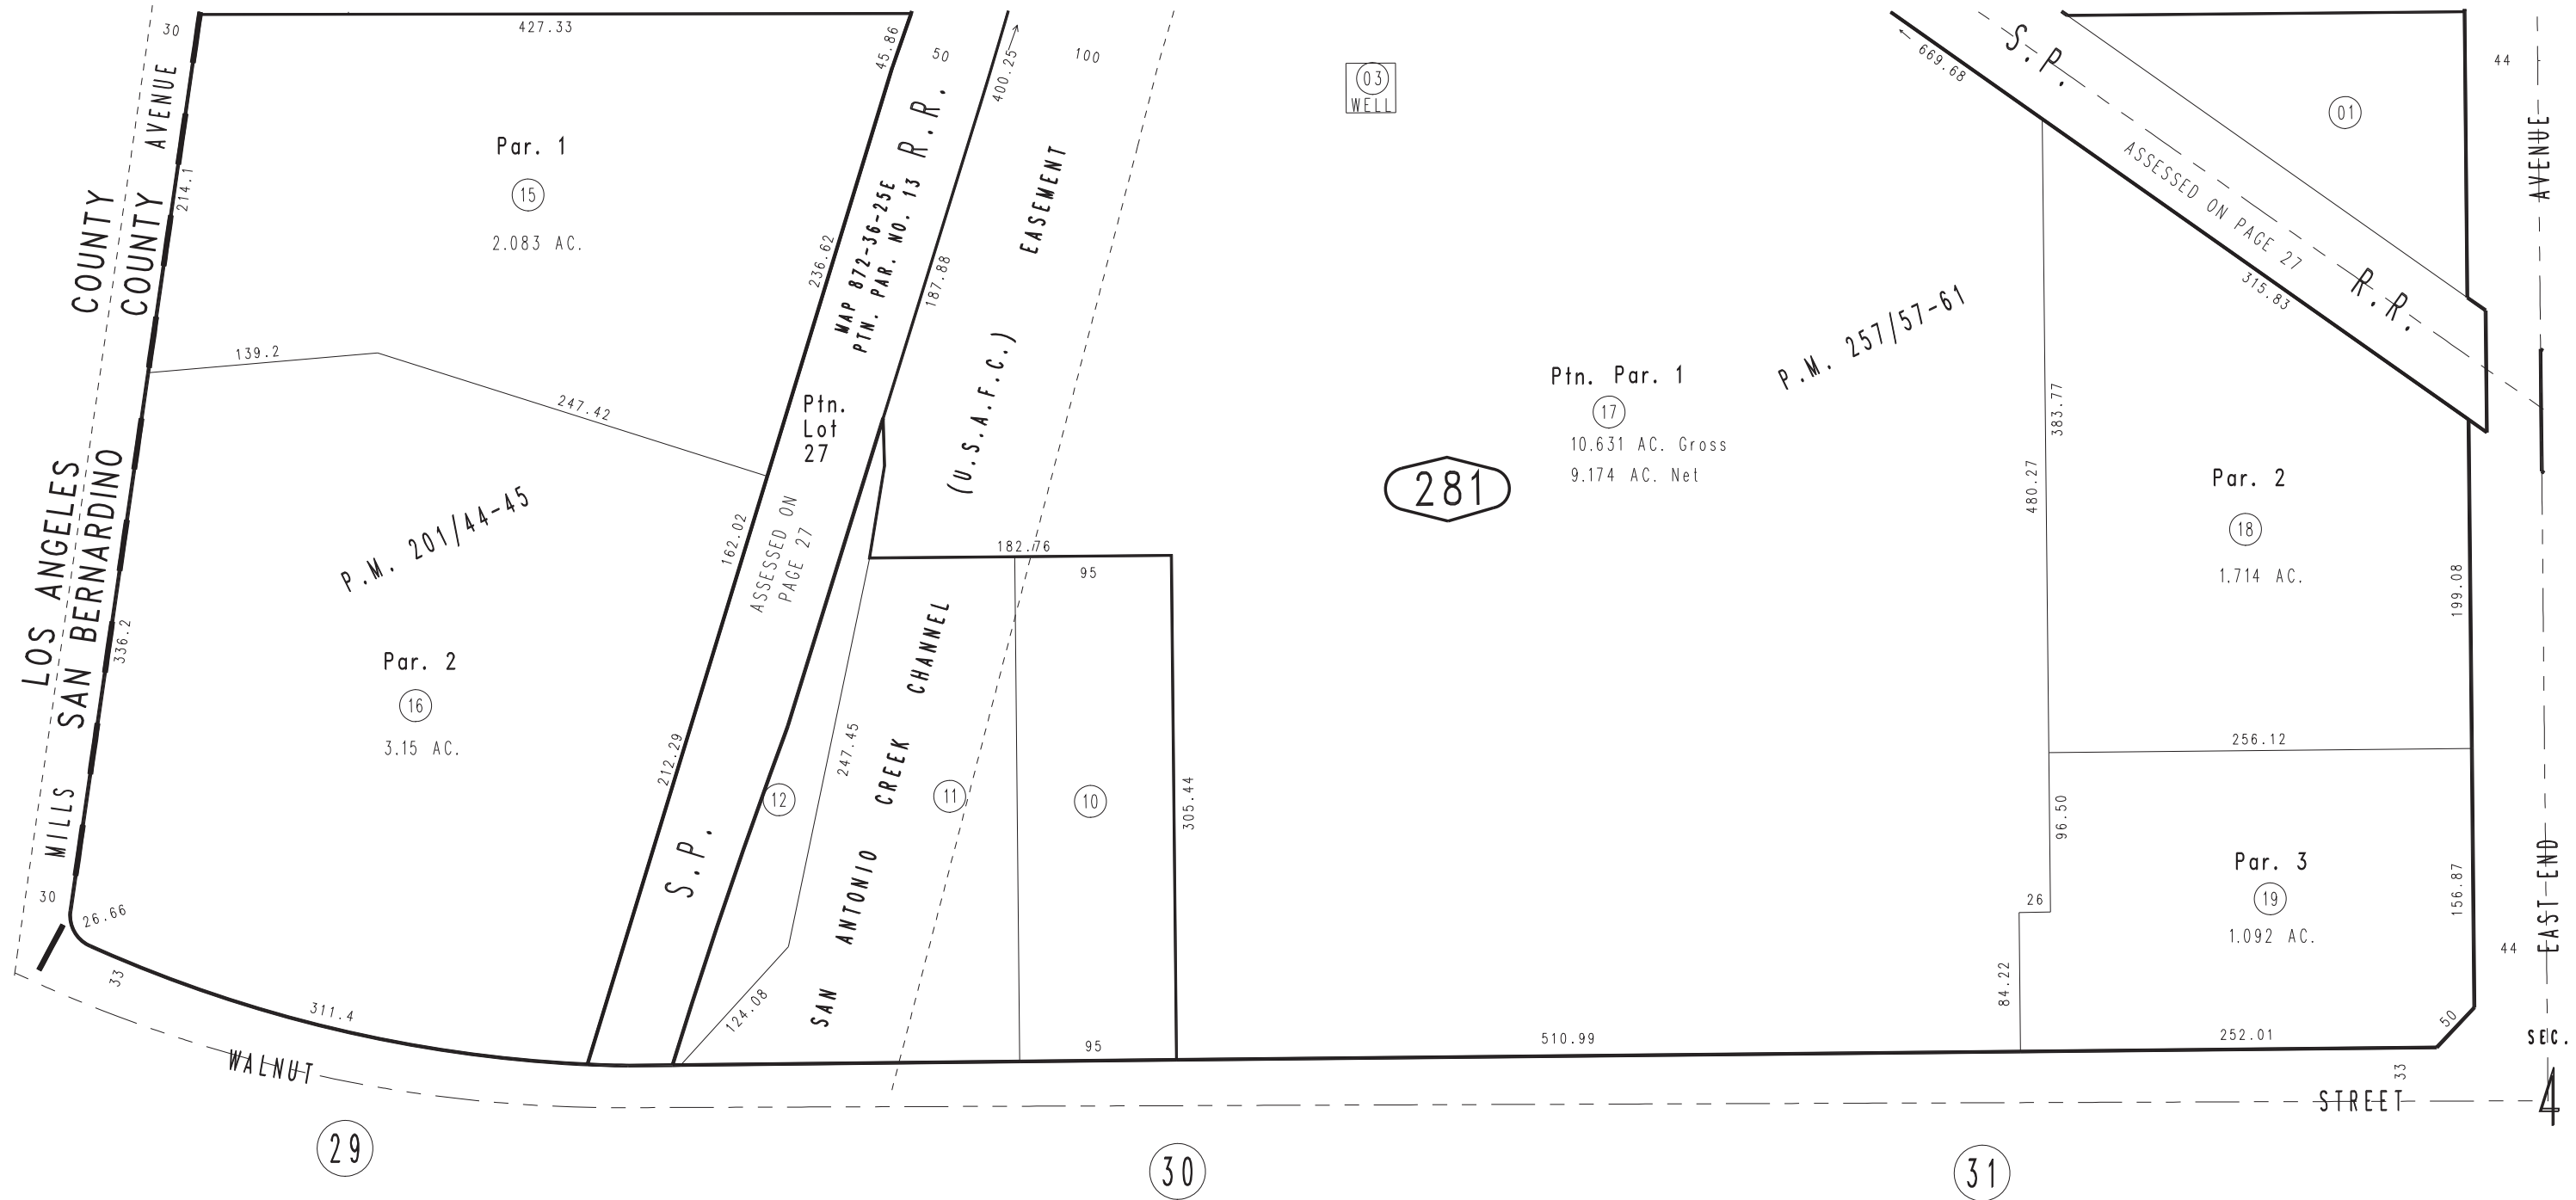 30
427.33
45.86
50
400.25
100
03
WELL
669.68
S. P.
01
44
AVENUE
AVENUE
214.1
COUNTY
COUNTY
Par. 1
15
2.083 AC.
R. R.
MAP 872-36-25E
PTN. PAR. NO. 13
236.62
187.88
EASEMENT
(U.S.A.F.C.)
ASSESSED ON PAGE 27
315.83
R. R.
139.2
247.42
Ptn.
Lot
27
Ptn. Par. 1
17
10.631 AC. Gross
9.174 AC. Net
P.M. 257/57-61
281
383.77
480.27
Par. 2
18
1.714 AC.
199.08
LOS ANGELES
SAN BERNARDINO
P.M. 201/44-45
336.2
162.02
ASSESSED ON
PAGE 27
182.76
95
Par. 2
16
3.15 AC.
212.29
247.45
SAN ANTONIO CREEK CHANNEL
12
11
10
305.44
256.12
96.50
Par. 3
19
1.092 AC.
156.87
26
84.22
MILLS
30
26.66
33
311.4
S.P.
124.08
95
510.99
252.01
50
44
EAST END
SEC.
4
33
WALNUT
STREET
29
30
31